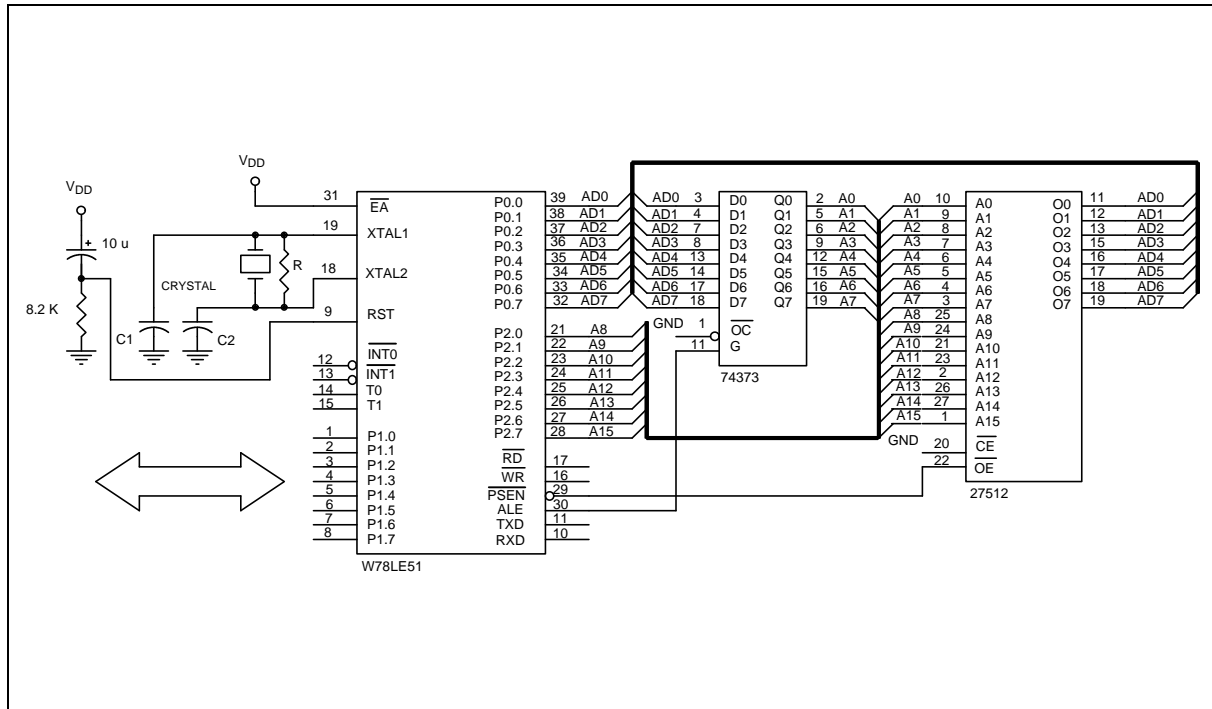 VDD
10 u
8.2 K
VDD
CRYSTAL
R
C1
C2
31 EA
19 XTAL1
18 XTAL2
9 RST
12 INT0
13 INT1
14 T0
15 T1
1 P1.0
2 P1.1
3 P1.2
4 P1.3
5 P1.4
6 P1.5
7 P1.6
8 P1.7
P0.0 39 AD0
P0.1 38 AD1
P0.2 37 AD2
P0.3 36 AD3
P0.4 35 AD4
P0.5 34 AD5
P0.6 33 AD6
P0.7 32 AD7
P2.0 21 A8
P2.1 22 A9
P2.2 23 A10
P2.3 24 A11
P2.4 25 A12
P2.5 26 A13
P2.6 27 A14
P2.7 28 A15
RD 17
WR 16
PSEN 29
ALE 30
TXD 11
RXD 10
W78LE51
AD0 3 D0 Q0 2 A0
AD1 4 D1 Q1 5 A1
AD2 7 D2 Q2 6 A2
AD3 8 D3 Q3 9 A3
AD4 13 D4 Q4 12 A4
AD5 14 D5 Q5 15 A5
AD6 17 D6 Q6 16 A6
AD7 18 D7 Q7 19 A7
GND 1 OC
11 G
74373
A0 10 A0 O0 11 AD0
A1 9 A1 O1 12 AD1
A2 8 A2 O2 13 AD2
A3 7 A3 O3 15 AD3
A4 6 A4 O4 16 AD4
A5 5 A5 O5 17 AD5
A6 4 A6 O6 18 AD6
A7 3 A7 O7 19 AD7
A8 25 A8
A9 24 A9
A10 21 A10
A11 23 A11
A12 2 A12
A13 26 A13
A14 27 A14
A15 1 A15
GND 20 CE
22 OE
27512